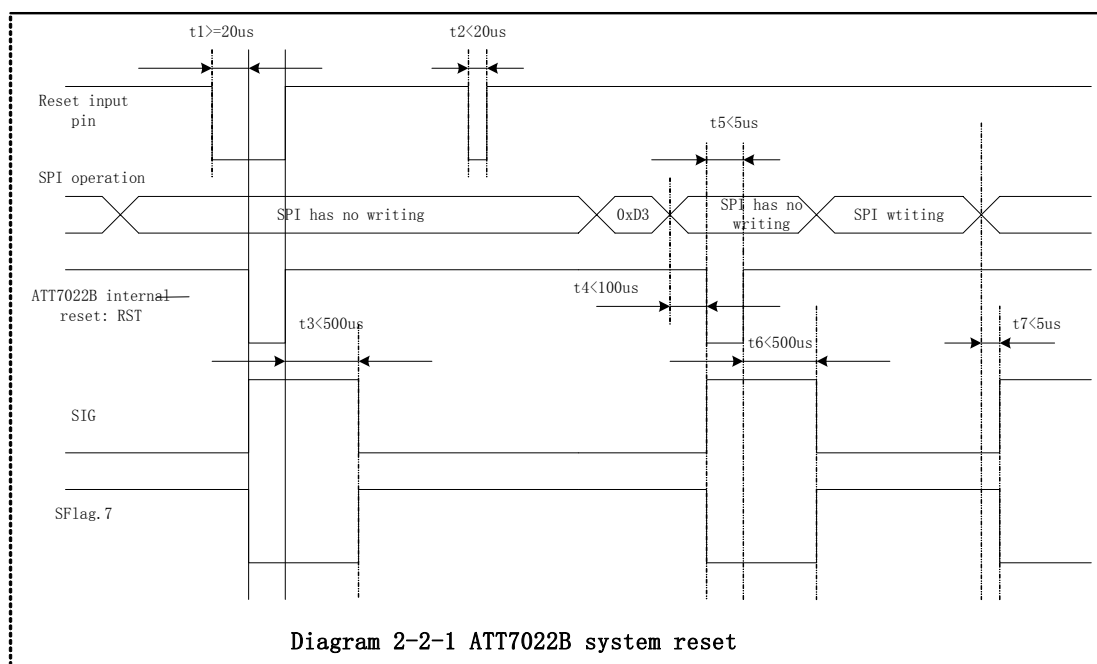 t1>=20us
t2<20us
Reset input
pin
t5<5us
SPI operation
SPI has no writing
0xD3
SPI has no
writing
SPI wtiting
ATT7022B internal
reset: RST
t4<100us
t3<500us
t6<500us
t7<5us
SIG
SFlag.7
Diagram 2-2-1 ATT7022B system reset